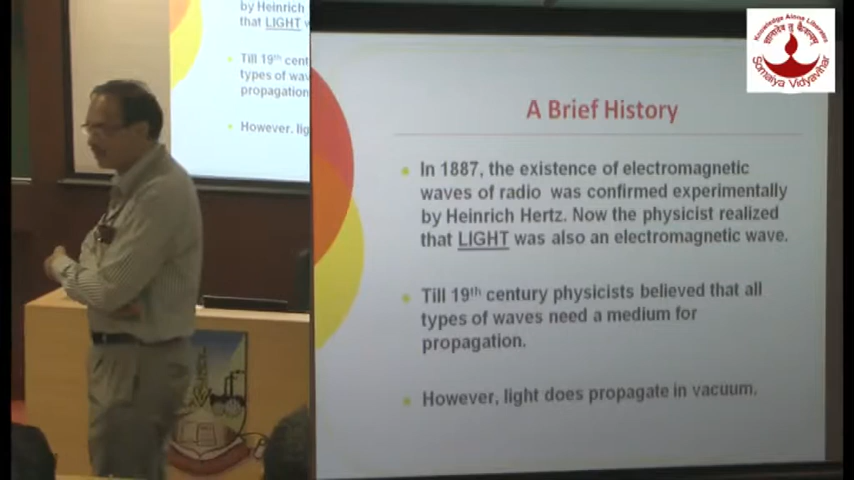 by Heinrich
that LIGHT w
Till 19th cent
types of wav
propagation
However. lig
Knowledge Alone Liberates
Somaiya Vidyavihar
A Brief History
In 1887, the existence of electromagnetic
waves of radio was confirmed experimentally
by Heinrich Hertz. Now the physicist realized
that LIGHT was also an electromagnetic wave.
Till 19th century physicists believed that all
types of waves need a medium for
propagation.
However, light does propagate in vacuum.